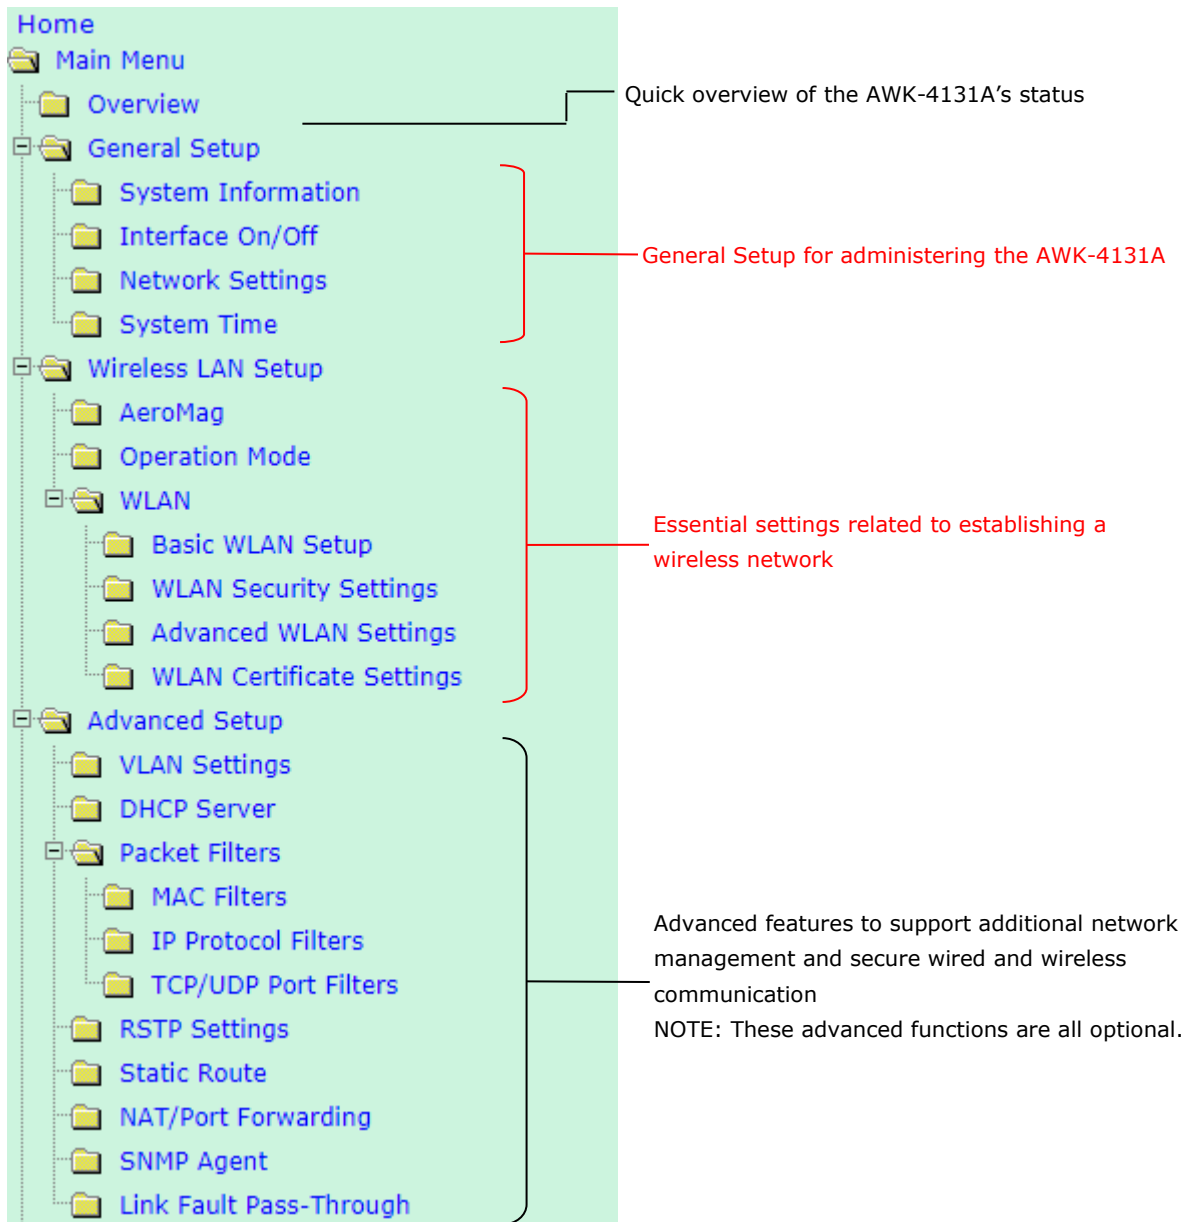 Home
Main Menu
Overview
Quick overview of the AWK-4131A’s status
General Setup
System Information
Interface On/Off
Network Settings
System Time
General Setup for administering the AWK-4131A
Wireless LAN Setup
AeroMag
Operation Mode
WLAN
Basic WLAN Setup
WLAN Security Settings
Advanced WLAN Settings
WLAN Certificate Settings
Essential settings related to establishing a
wireless network
Advanced Setup
VLAN Settings
DHCP Server
Packet Filters
MAC Filters
IP Protocol Filters
TCP/UDP Port Filters
RSTP Settings
Static Route
NAT/Port Forwarding
SNMP Agent
Link Fault Pass-Through
Advanced features to support additional network
management and secure wired and wireless
communication
NOTE: These advanced functions are all optional.